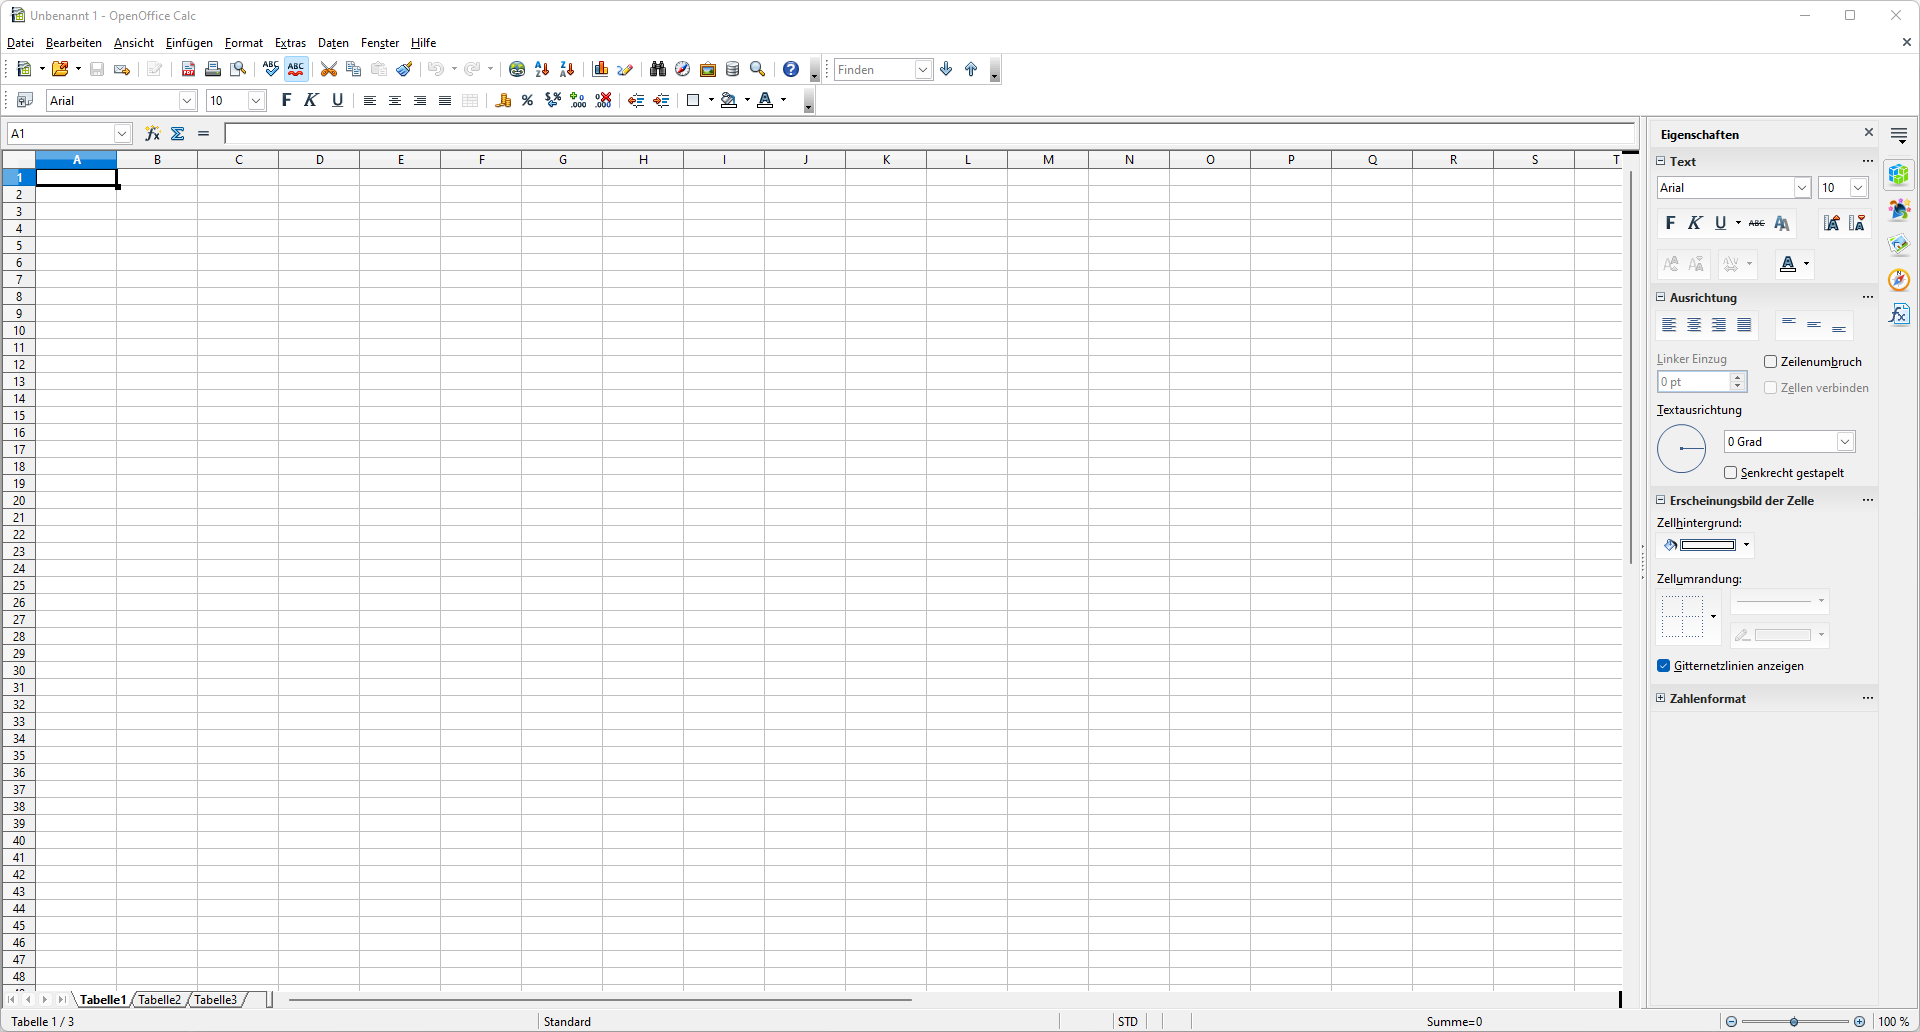 Unbenannt 1 - OpenOffice Calc
Datei Bearbeiten Ansicht Einfügen Format Extras Daten Fenster Hilfe
Finden
Arial 10 F K U
A1
A B C D E F G H I J K L M N O P Q R S T
1
2
3
4
5
6
7
8
9
10
11
12
13
14
15
16
17
18
19
20
21
22
23
24
25
26
27
28
29
30
31
32
33
34
35
36
37
38
39
40
41
42
43
44
45
46
47
48
Eigenschaften
Text
Arial 10
F K U ABC
Ausrichtung
Linker Einzug
Zeilenumbruch
0 pt
Zellen verbinden
Textausrichtung
0 Grad
Senkrecht gestapelt
Erscheinungsbild der Zelle
Zellhintergrund:
Zellumrandung:
Gitternetzlinien anzeigen
Zahlenformat
Tabelle1 Tabelle2 Tabelle3
Tabelle 1 / 3 Standard STD Summe=0 100 %